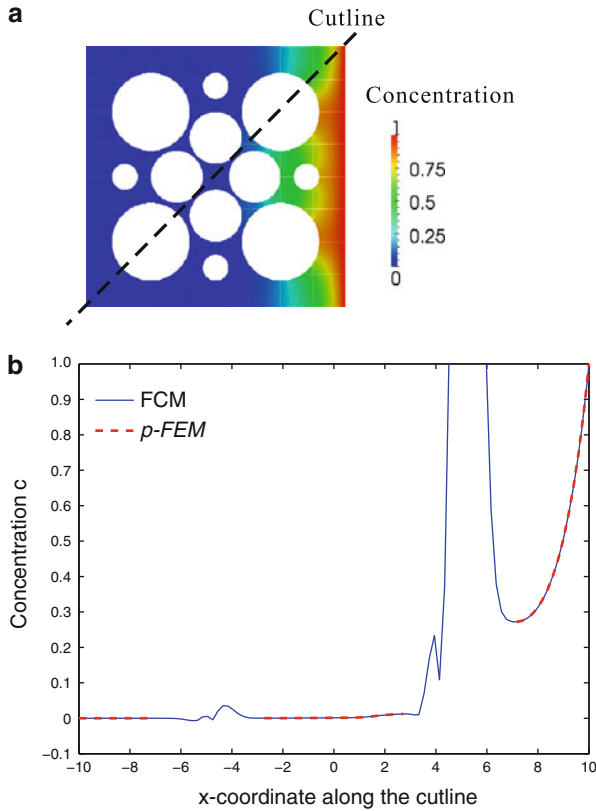 a
Cutline
Concentration
1
0.75
0.5
0.25
0
b
1.0
0.9
0.8
0.7
0.6
0.5
0.4
0.3
0.2
0.1
0
−0.1
FCM
p-FEM
Concentration c
−10 −8 −6 −4 −2 0 2 4 6 8 10
x-coordinate along the cutline